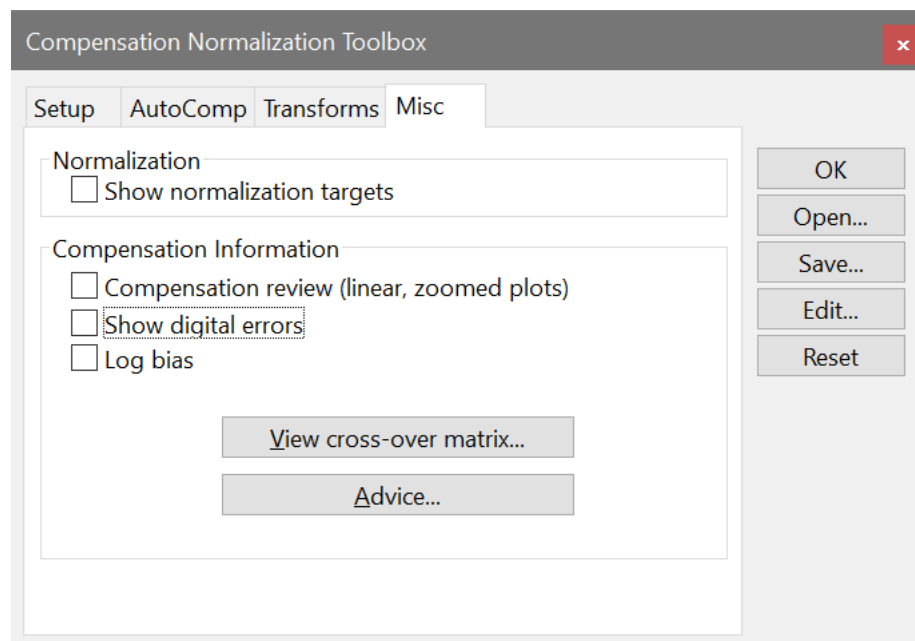 Compensation Normalization Toolbox
x
Setup AutoComp Transforms Misc
Normalization
Show normalization targets
Compensation Information
Compensation review (linear, zoomed plots)
Show digital errors
Log bias
View cross-over matrix...
Advice...
OK
Open...
Save...
Edit...
Reset